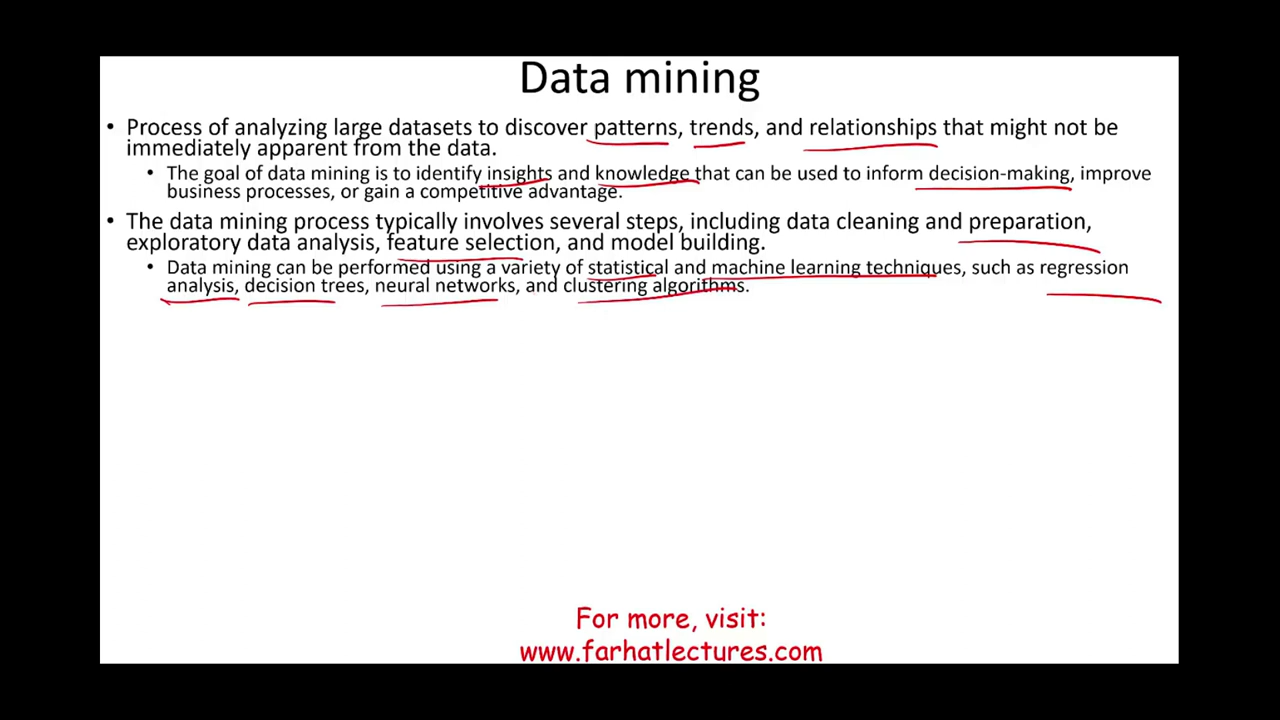 Data mining
• Process of analyzing large datasets to discover patterns, trends, and relationships that might not be
immediately apparent from the data.
• The goal of data mining is to identify insights and knowledge that can be used to inform decision-making, improve
business processes, or gain a competitive advantage.
• The data mining process typically involves several steps, including data cleaning and preparation,
exploratory data analysis, feature selection, and model building.
• Data mining can be performed using a variety of statistical and machine learning techniques, such as regression
analysis, decision trees, neural networks, and clustering algorithms.
For more, visit:
www.farhatlectures.com